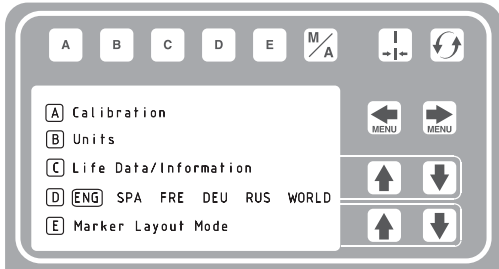 A B C D E M/A
A Calibration
B Units
C Life Data/Information
D ENG SPA FRE DEU RUS WORLD
E Marker Layout Mode
MENU MENU